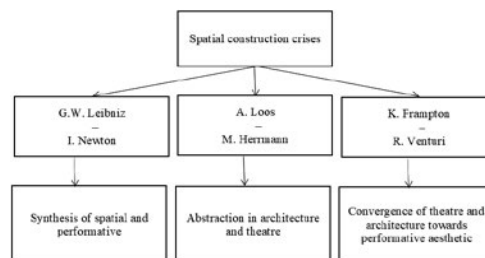 Spatial construction crises
G.W. Leibniz
–
I. Newton
A. Loos
–
M. Herrmann
K. Frampton
–
R. Venturi
Synthesis of spatial and
performative
Abstraction in architecture
and theatre
Convergence of theatre and
architecture towards
performative aesthetic